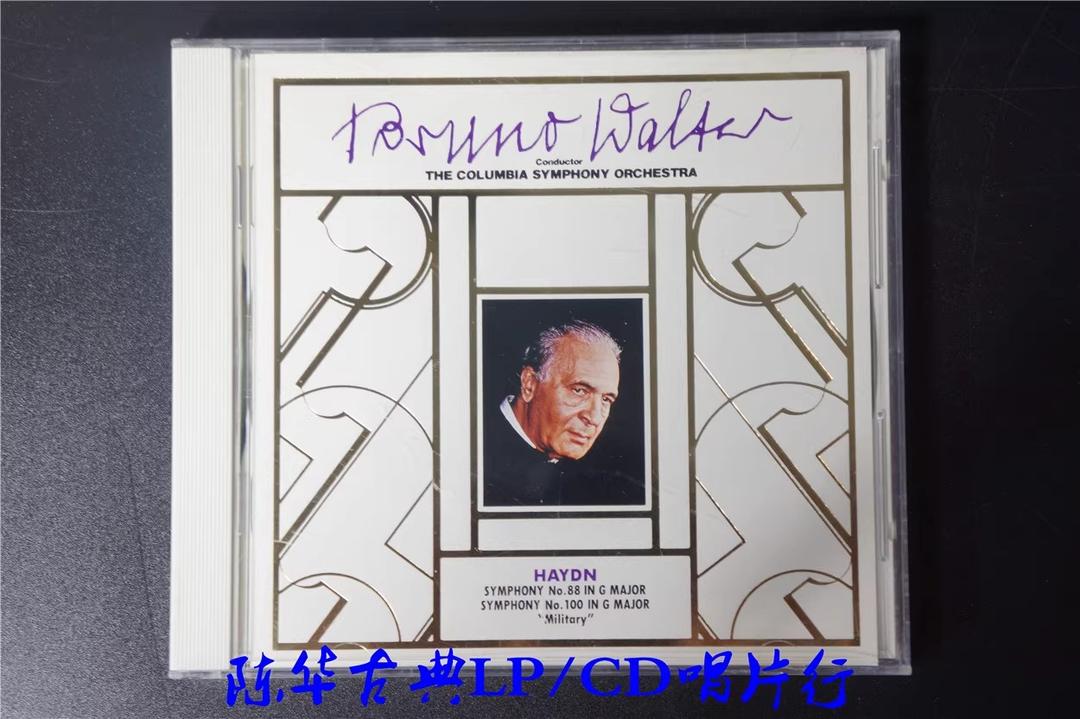 Bruno Walter
Conductor
THE COLUMBIA SYMPHONY ORCHESTRA
HAYDN
SYMPHONY No.88 IN G MAJOR
SYMPHONY No.100 IN G MAJOR
"Military"
陈华古典LP/CD唱片行